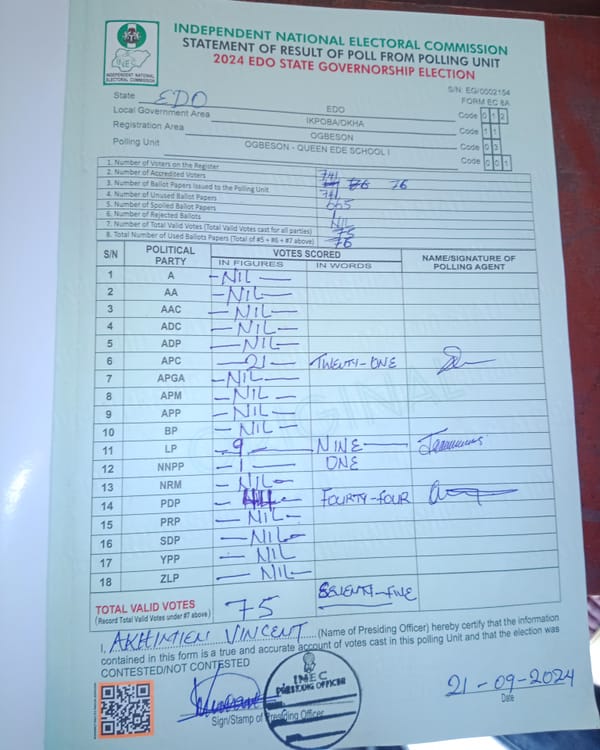 INDEPENDENT NATIONAL ELECTORAL COMMISSION
STATEMENT OF RESULT OF POLL FROM POLLING UNIT
2024 EDO STATE GOVERNORSHIP ELECTION
INEC
INDEPENDENT NATIONAL
ELECTORAL COMMISSION
S/N: EG/0002154
FORM EC 8A
State EDO EDO Code 0 1 2
Local Government Area IKPOBA/OKHA Code 1 1
Registration Area OGBESON Code 0 3
Polling Unit OGBESON - QUEEN EDE SCHOOL I Code 0 0 1
1. Number of Voters on the Register 741
2. Number of Accredited Voters 76
3. Number of Ballot Papers Issued to the Polling Unit 741
4. Number of Unused Ballot Papers 665
5. Number of Spoiled Ballot Papers
6. Number of Rejected Ballots NIL
7. Number of Total Valid Votes (Total Valid Votes cast for all parties) 75
8. Total Number of Used Ballots Papers (Total of #5 + #6 + #7 above) 76
S/N POLITICAL PARTY VOTES SCORED NAME/SIGNATURE OF POLLING AGENT
IN FIGURES IN WORDS
1 A - NIL -
2 AA - NIL -
3 AAC - NIL -
4 ADC - NIL -
5 ADP - NIL -
6 APC - 21 - TWENTY-ONE
7 APGA - NIL -
8 APM - NIL -
9 APP - NIL -
10 BP - NIL -
11 LP - 9 - NINE -
12 NNPP - 1 - ONE
13 NRM - NIL -
14 PDP - 44 - FOURTY-FOUR
15 PRP - NIL -
16 SDP - NIL -
17 YPP - NIL
18 ZLP - NIL -
TOTAL VALID VOTES 75 SEVENTY-FIVE
(Record Total Valid Votes under #7 above)
I, AKHIMIEN VINCENT (Name of Presiding Officer) hereby certify that the information
contained in this form is a true and accurate account of votes cast in this polling Unit and that the election was
CONTESTED/NOT CONTESTED
INEC
PRESIDING OFFICER
21-09-2024
Sign/Stamp of Presiding Officer Date